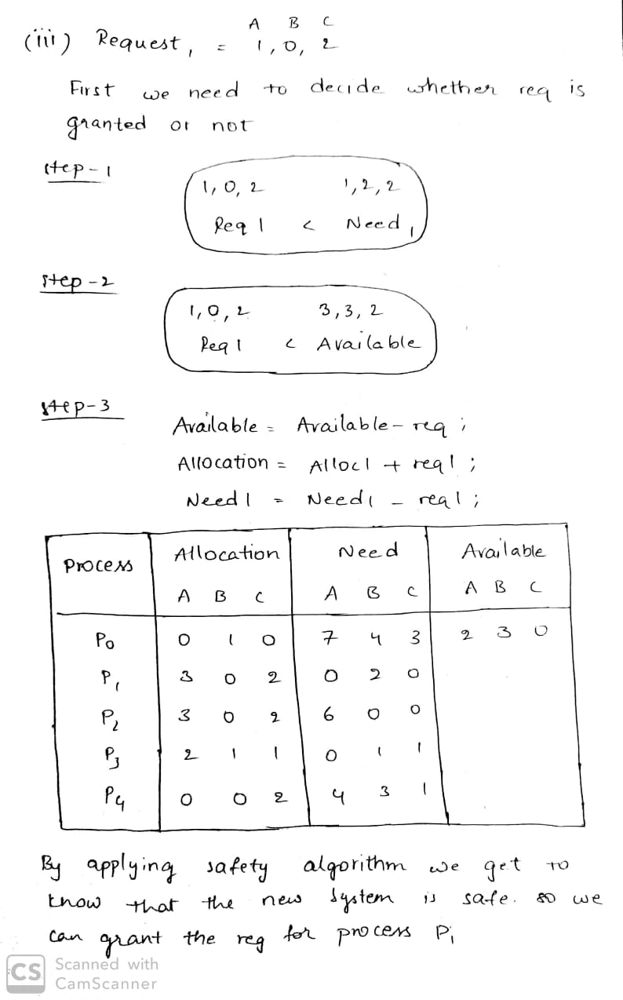 A B C
(iii) Request, = 1, 0, 2
First we need to decide whether req is
granted or not
Step-1
1, 0, 2 1, 2, 2
Req 1 < Need 1
Step-2
1, 0, 2 3, 3, 2
Req 1 < Available
Step-3
Available = Available - req ;
Allocation = Alloc1 + req1 ;
Need 1 = Need1 - req1 ;
Process Allocation Need Available
A B C A B C A B C
P0 0 1 0 7 4 3 2 3 0
P1 3 0 2 0 2 0
P2 3 0 2 6 0 0
P3 2 1 1 0 1 1
P4 0 0 2 4 3 1
By applying safety algorithm we get to
know that the new system is safe. so we
can grant the req for process P1
CS Scanned with
CamScanner